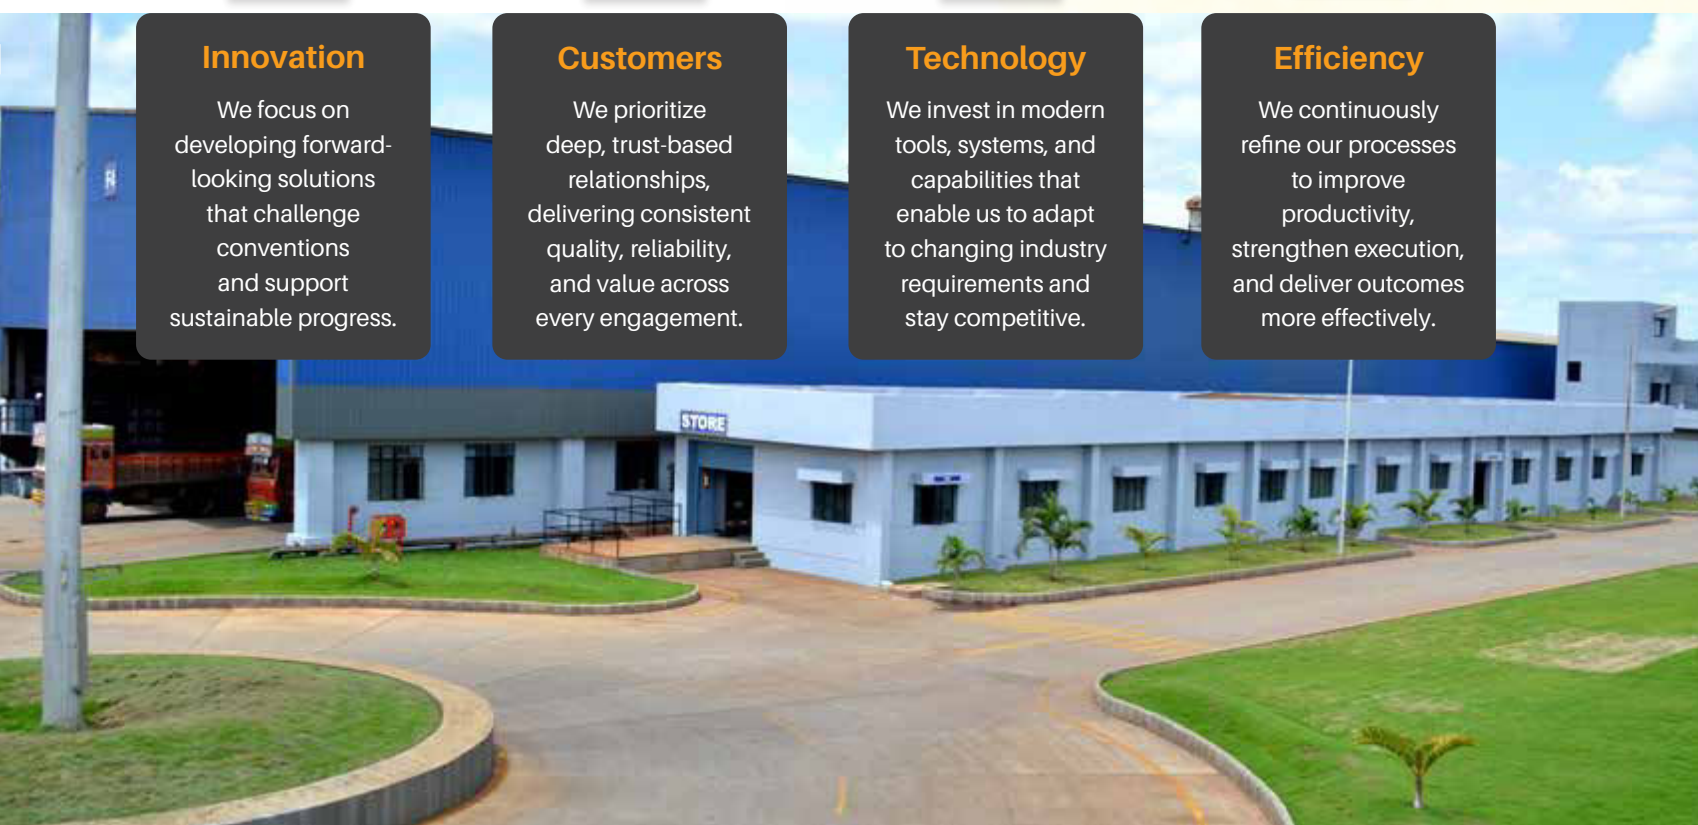 Innovation
We focus on
developing forward-
looking solutions
that challenge
conventions
and support
sustainable progress.
Customers
We prioritize
deep, trust-based
relationships,
delivering consistent
quality, reliability,
and value across
every engagement.
Technology
We invest in modern
tools, systems, and
capabilities that
enable us to adapt
to changing industry
requirements and
stay competitive.
Efficiency
We continuously
refine our processes
to improve
productivity,
strengthen execution,
and deliver outcomes
more effectively.
R
STORE